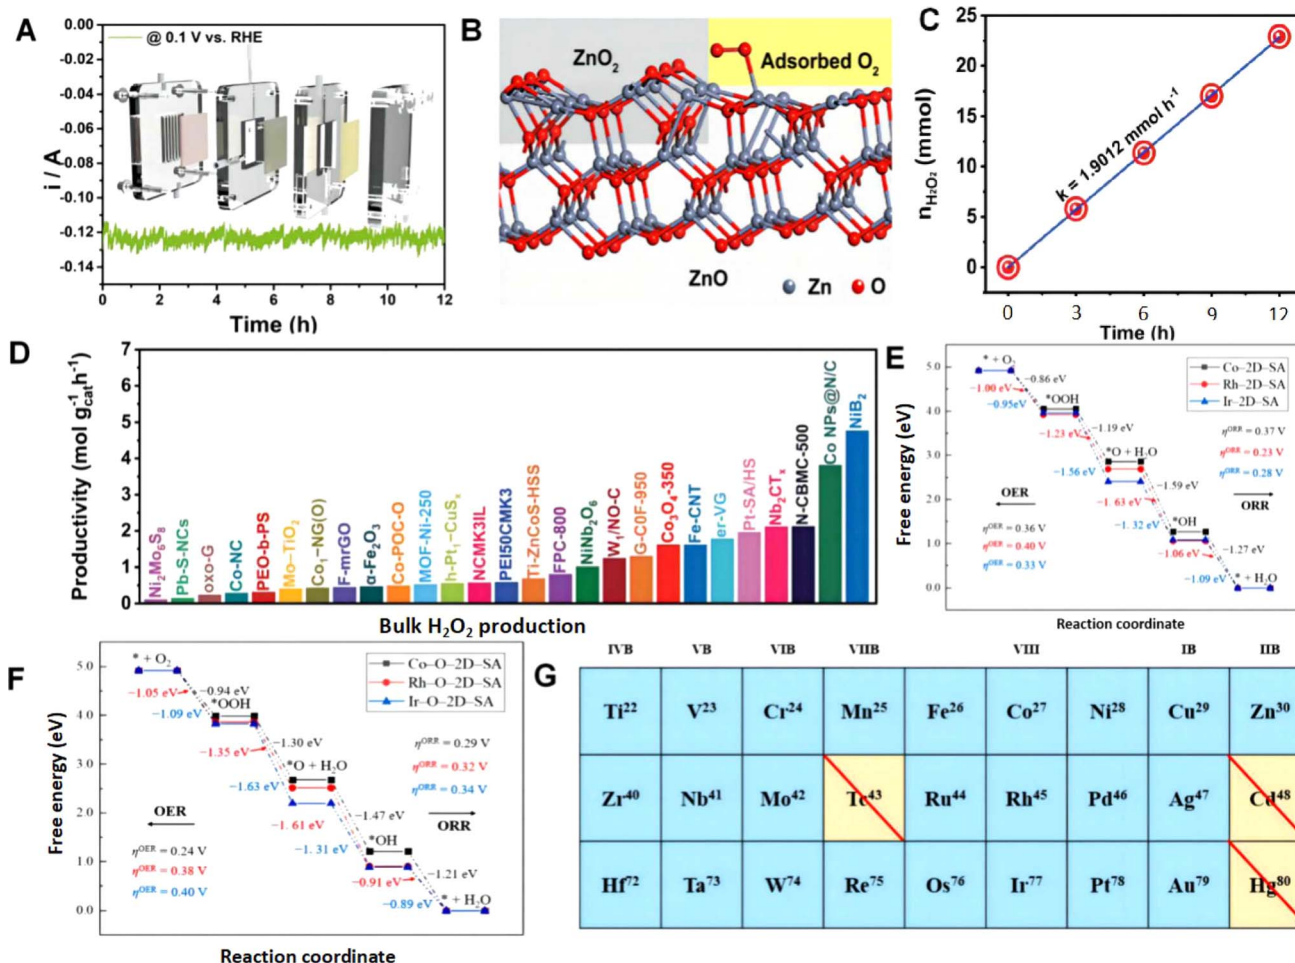 A
@ 0.1 V vs. RHE
0.00
-0.02
-0.04
-0.06
-0.08
-0.10
-0.12
-0.14
i / A
0 2 4 6 8 10 12
Time (h)
B
ZnO₂
Adsorbed O₂
ZnO
Zn O
C
25
20
15
10
5
0
n_H₂O₂ (mmol)
k = 1.9012 mmol h⁻¹
0 3 6 9 12
Time (h)
D
Productivity (mol g⁻¹cat h⁻¹)
7
6
5
4
3
2
1
0
Ni₂Mo₆S₈
Pb-S-NCs
oxo-G
Co-NC
PEO-b-PS
Mo-TiO₂
Co₁-NG(O)
F-mrGO
α-Fe₂O₃
Co-POC-O
MOF-Ni-250
h-Pt₁-CuSₓ
NCMK3IL
PEI50CMK3
Ti-ZnCoS-HSS
FPC-800
NiNb₂O₆
W₁/NO-C
G-COF-950
Co₃O₄-350
Fe-CNT
er-VG
Pt-SA/HS
Nb₂CTₓ
N-CBMC-500
Co NPs@N/C
NiB₂
Bulk H₂O₂ production
E
Free energy (eV)
5.0
4.0
3.0
2.0
1.0
0.0
* + O₂
Co–2D–SA
Rh–2D–SA
Ir–2D–SA
−0.86 eV
−1.00 eV
−0.95eV
*OOH
−1.19 eV
−1.23 eV
−1.56 eV
*O + H₂O
−1.59 eV
−1.63 eV
−1.32 eV
*OH
−1.27 eV
−1.06 eV
−1.09 eV
* + H₂O
ηᴼᴿᴿ = 0.37 V
ηᴼᴿᴿ = 0.23 V
ηᴼᴿᴿ = 0.28 V
ORR
OER
ηᴼᴱᴿ = 0.36 V
ηᴼᴱᴿ = 0.40 V
ηᴼᴱᴿ = 0.33 V
Reaction coordinate
F
Free energy (eV)
5.0
4.0
3.0
2.0
1.0
0.0
* + O₂
Co–O–2D–SA
Rh–O–2D–SA
Ir–O–2D–SA
−0.94 eV
−1.05 eV
−1.09 eV
*OOH
−1.30 eV
−1.35 eV
−1.63 eV
*O + H₂O
−1.47 eV
−1. 61 eV
−1. 31 eV
*OH
−1.21 eV
−0.91 eV
−0.89 eV
* + H₂O
ηᴼᴿᴿ = 0.29 V
ηᴼᴿᴿ = 0.32 V
ηᴼᴿᴿ = 0.34 V
ORR
OER
ηᴼᴱᴿ = 0.24 V
ηᴼᴱᴿ = 0.38 V
ηᴼᴱᴿ = 0.40 V
Reaction coordinate
G
IVB VB VIB VIIB VIII IB IIB
Ti²² V²³ Cr²⁴ Mn²⁵ Fe²⁶ Co²⁷ Ni²⁸ Cu²⁹ Zn³⁰
Zr⁴⁰ Nb⁴¹ Mo⁴² Tc⁴³ Ru⁴⁴ Rh⁴⁵ Pd⁴⁶ Ag⁴⁷ Cd⁴⁸
Hf⁷² Ta⁷³ W⁷⁴ Re⁷⁵ Os⁷⁶ Ir⁷⁷ Pt⁷⁸ Au⁷⁹ Hg⁸⁰